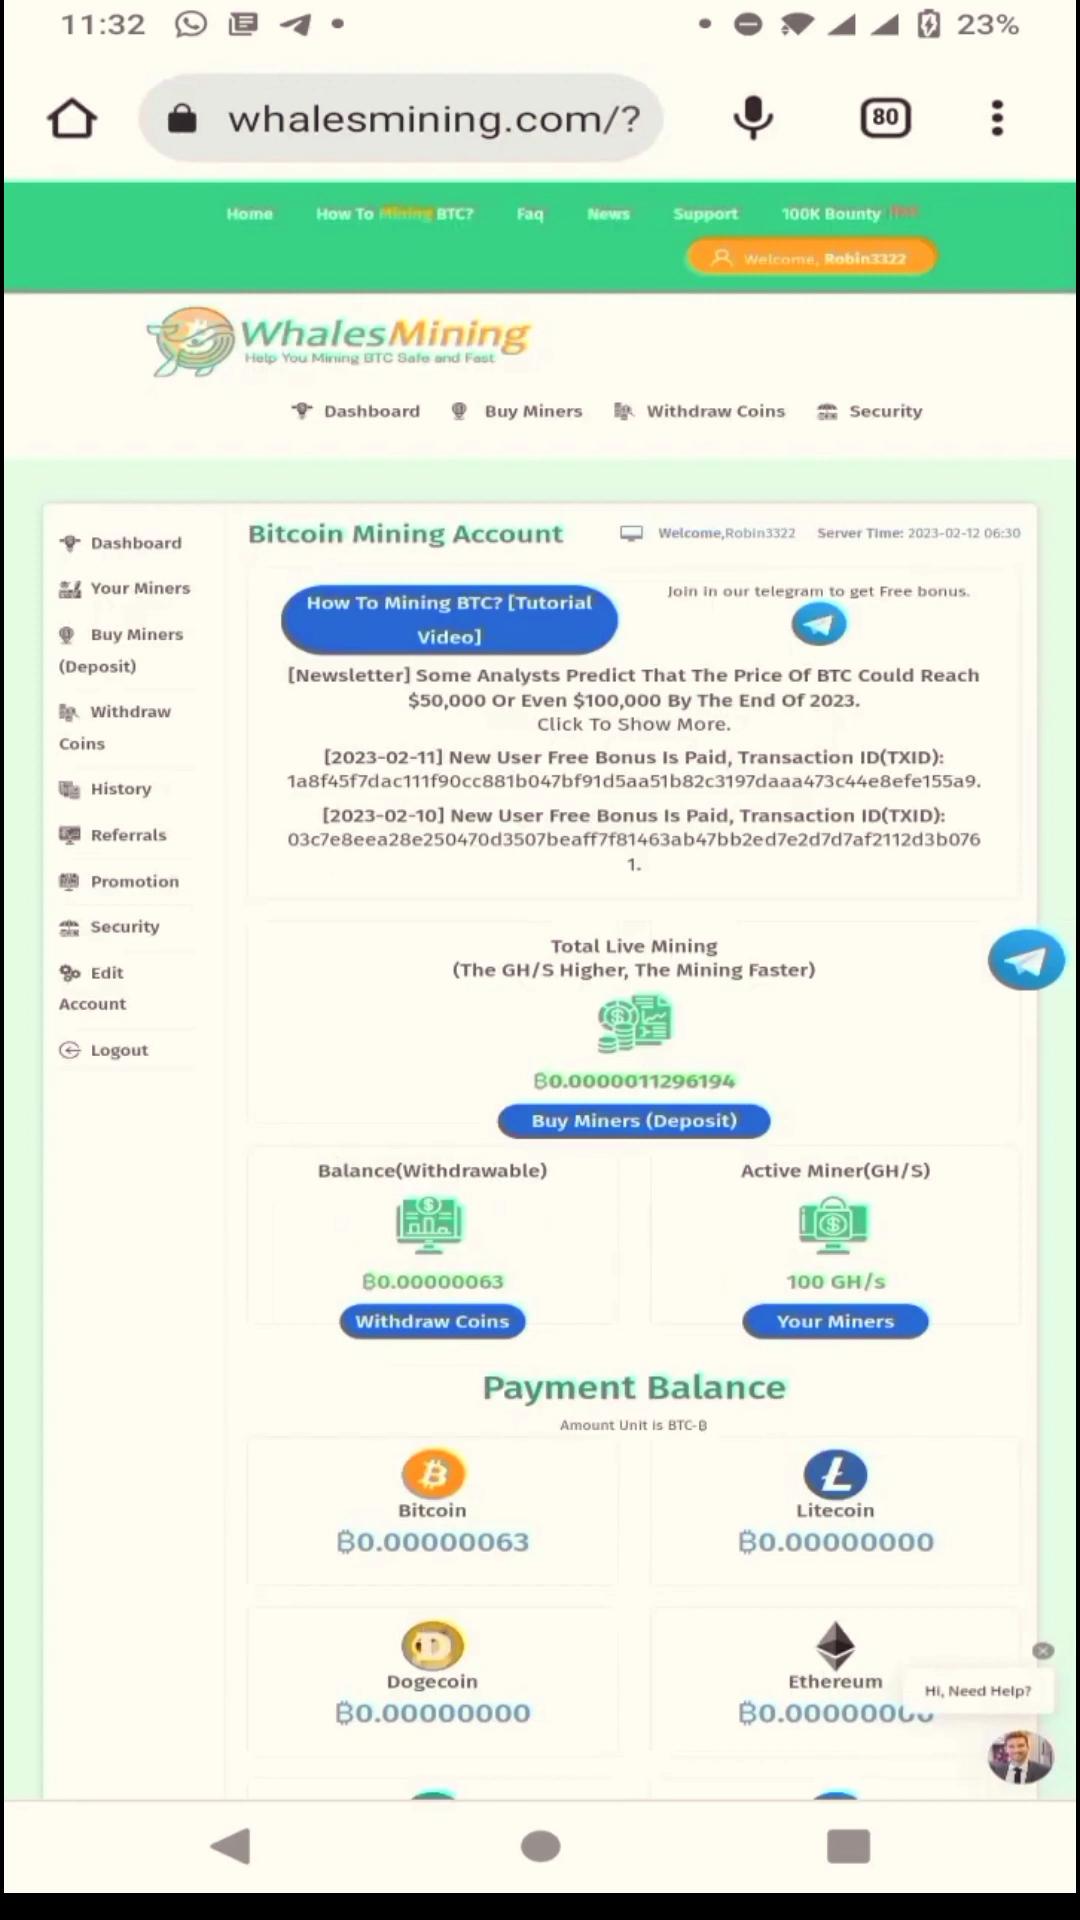 11:32
23%
whalesmining.com/?
80
Home How To Mining BTC? Faq News Support 100K Bounty
Welcome, Robin3322
WhalesMining
Help You Mining BTC Safe and Fast
Dashboard Buy Miners Withdraw Coins Security
Dashboard
Your Miners
Buy Miners
(Deposit)
Withdraw
Coins
History
Referrals
Promotion
Security
Edit
Account
Logout
Bitcoin Mining Account
Welcome,Robin3322 Server Time: 2023-02-12 06:30
How To Mining BTC? [Tutorial
Video]
Join in our telegram to get Free bonus.
[Newsletter] Some Analysts Predict That The Price Of BTC Could Reach
$50,000 Or Even $100,000 By The End Of 2023.
Click To Show More.
[2023-02-11] New User Free Bonus Is Paid, Transaction ID(TXID):
1a8f45f7dac111f90cc881b047bf91d5aa51b82c3197daaa473c44e8efe155a9.
[2023-02-10] New User Free Bonus Is Paid, Transaction ID(TXID):
03c7e8eea28e250470d3507beaff7f81463ab47bb2ed7e2d7d7af2112d3b076
1.
Total Live Mining
(The GH/S Higher, The Mining Faster)
฿0.0000011296194
Buy Miners (Deposit)
Balance(Withdrawable)
฿0.00000063
Withdraw Coins
Active Miner(GH/S)
100 GH/s
Your Miners
Payment Balance
Amount Unit is BTC-฿
Bitcoin
฿0.00000063
Litecoin
฿0.00000000
Dogecoin
฿0.00000000
Ethereum
฿0.00000000
Hi, Need Help?